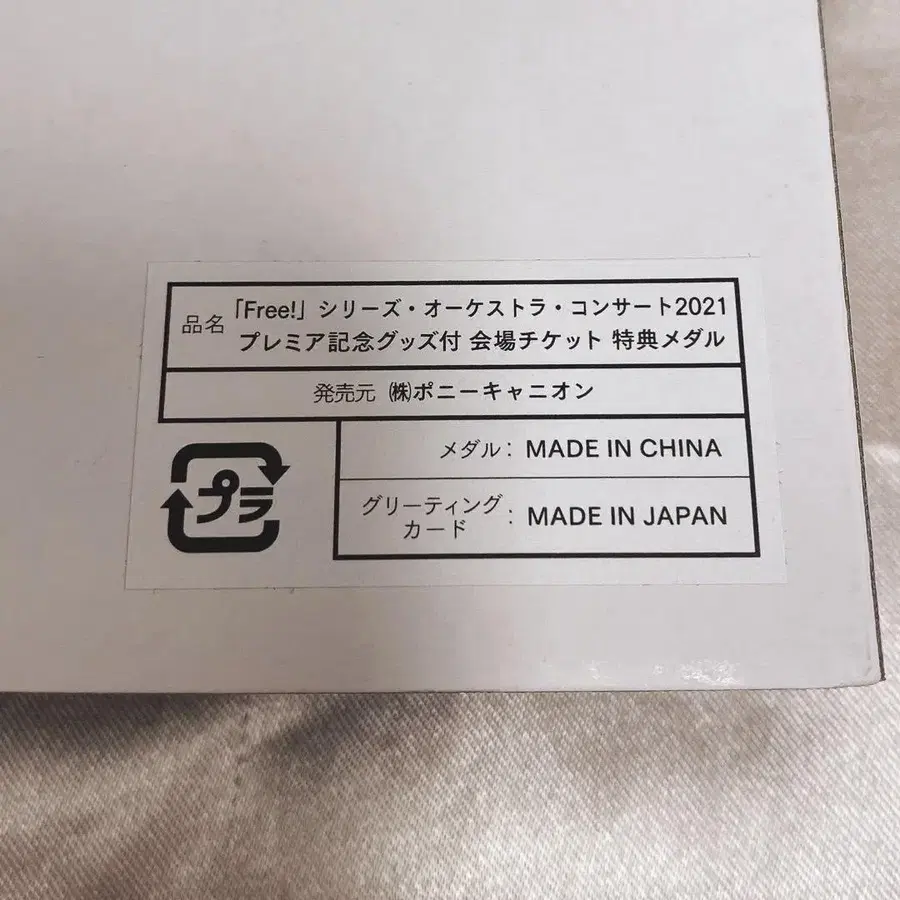 品名 「Free!」シリーズ・オーケストラ・コンサート2021
プレミア記念グッズ付 会場チケット 特典メダル
発売元 ㈱ポニーキャニオン
メダル： MADE IN CHINA
グリーティング
カード ： MADE IN JAPAN
プラ